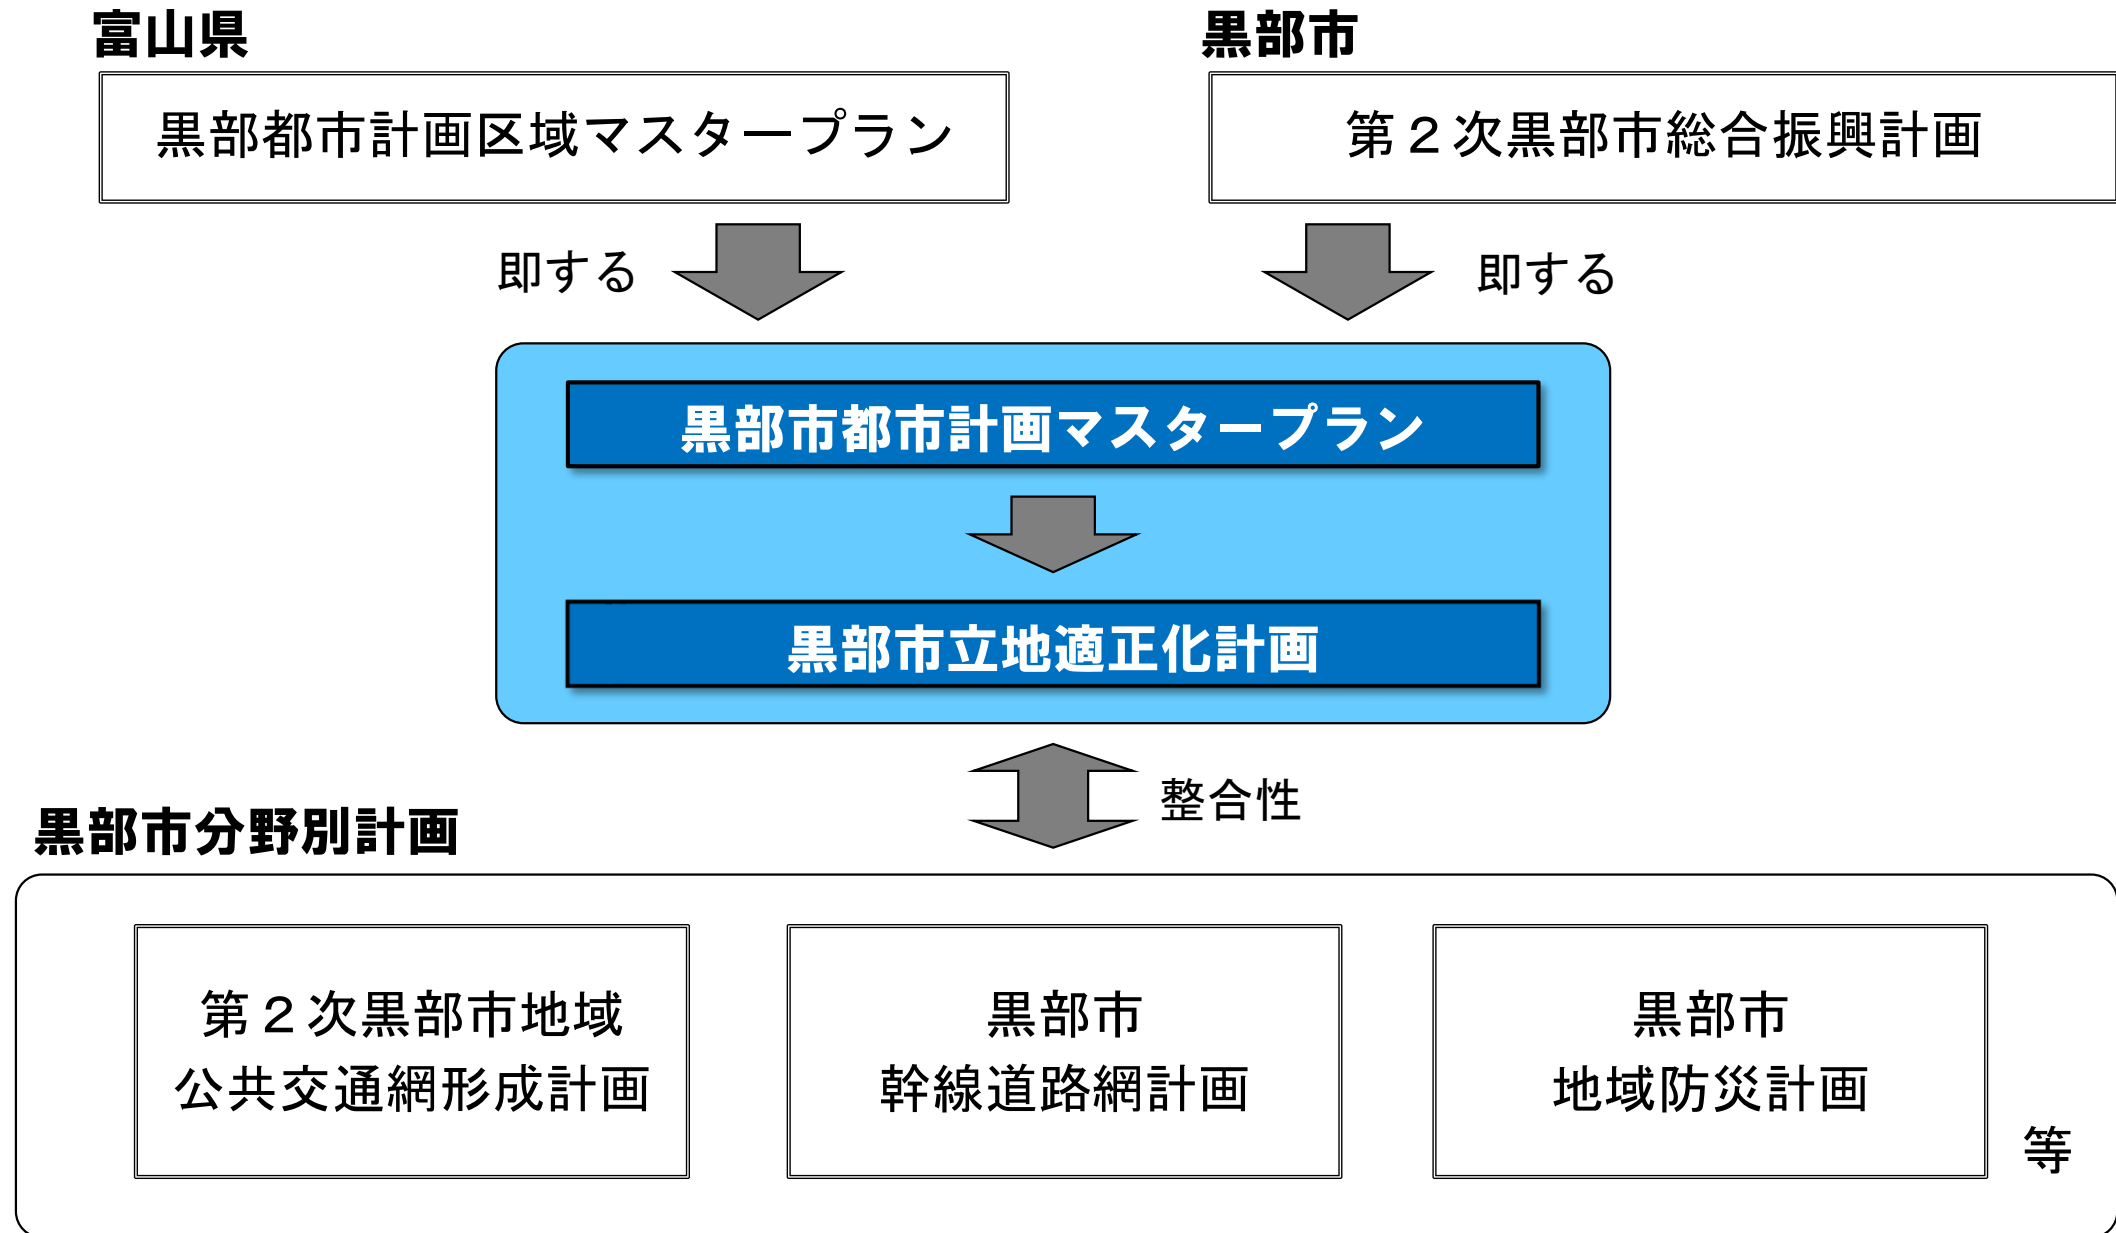 富山県
黒部市
黒部都市計画区域マスタープラン
第２次黒部市総合振興計画
即する
即する
黒部市都市計画マスタープラン
黒部市立地適正化計画
整合性
黒部市分野別計画
第２次黒部市地域
公共交通網形成計画
黒部市
幹線道路網計画
黒部市
地域防災計画
等